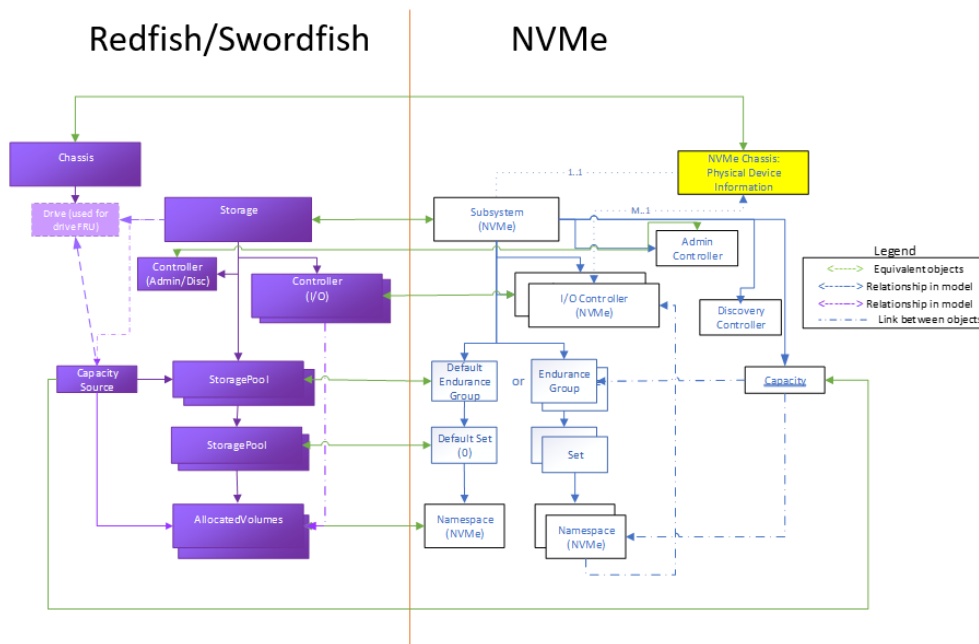 Redfish/Swordfish
NVMe
Chassis
NVMe Chassis:
Physical Device
Information
1..1
M..1
Drive (used for
drive FRU)
Storage
Subsystem
(NVMe)
Admin
Controller
Controller
(Admin/Disc)
Controller
(I/O)
I/O Controller
(NVMe)
Discovery
Controller
Legend
Equivalent objects
Relationship in model
Relationship in model
Link between objects
Capacity
Source
StoragePool
Default
Endurance
Group
or
Endurance
Group
Capacity
StoragePool
Default Set
(0)
Set
AllocatedVolumes
Namespace
(NVMe)
Namespace
(NVMe)